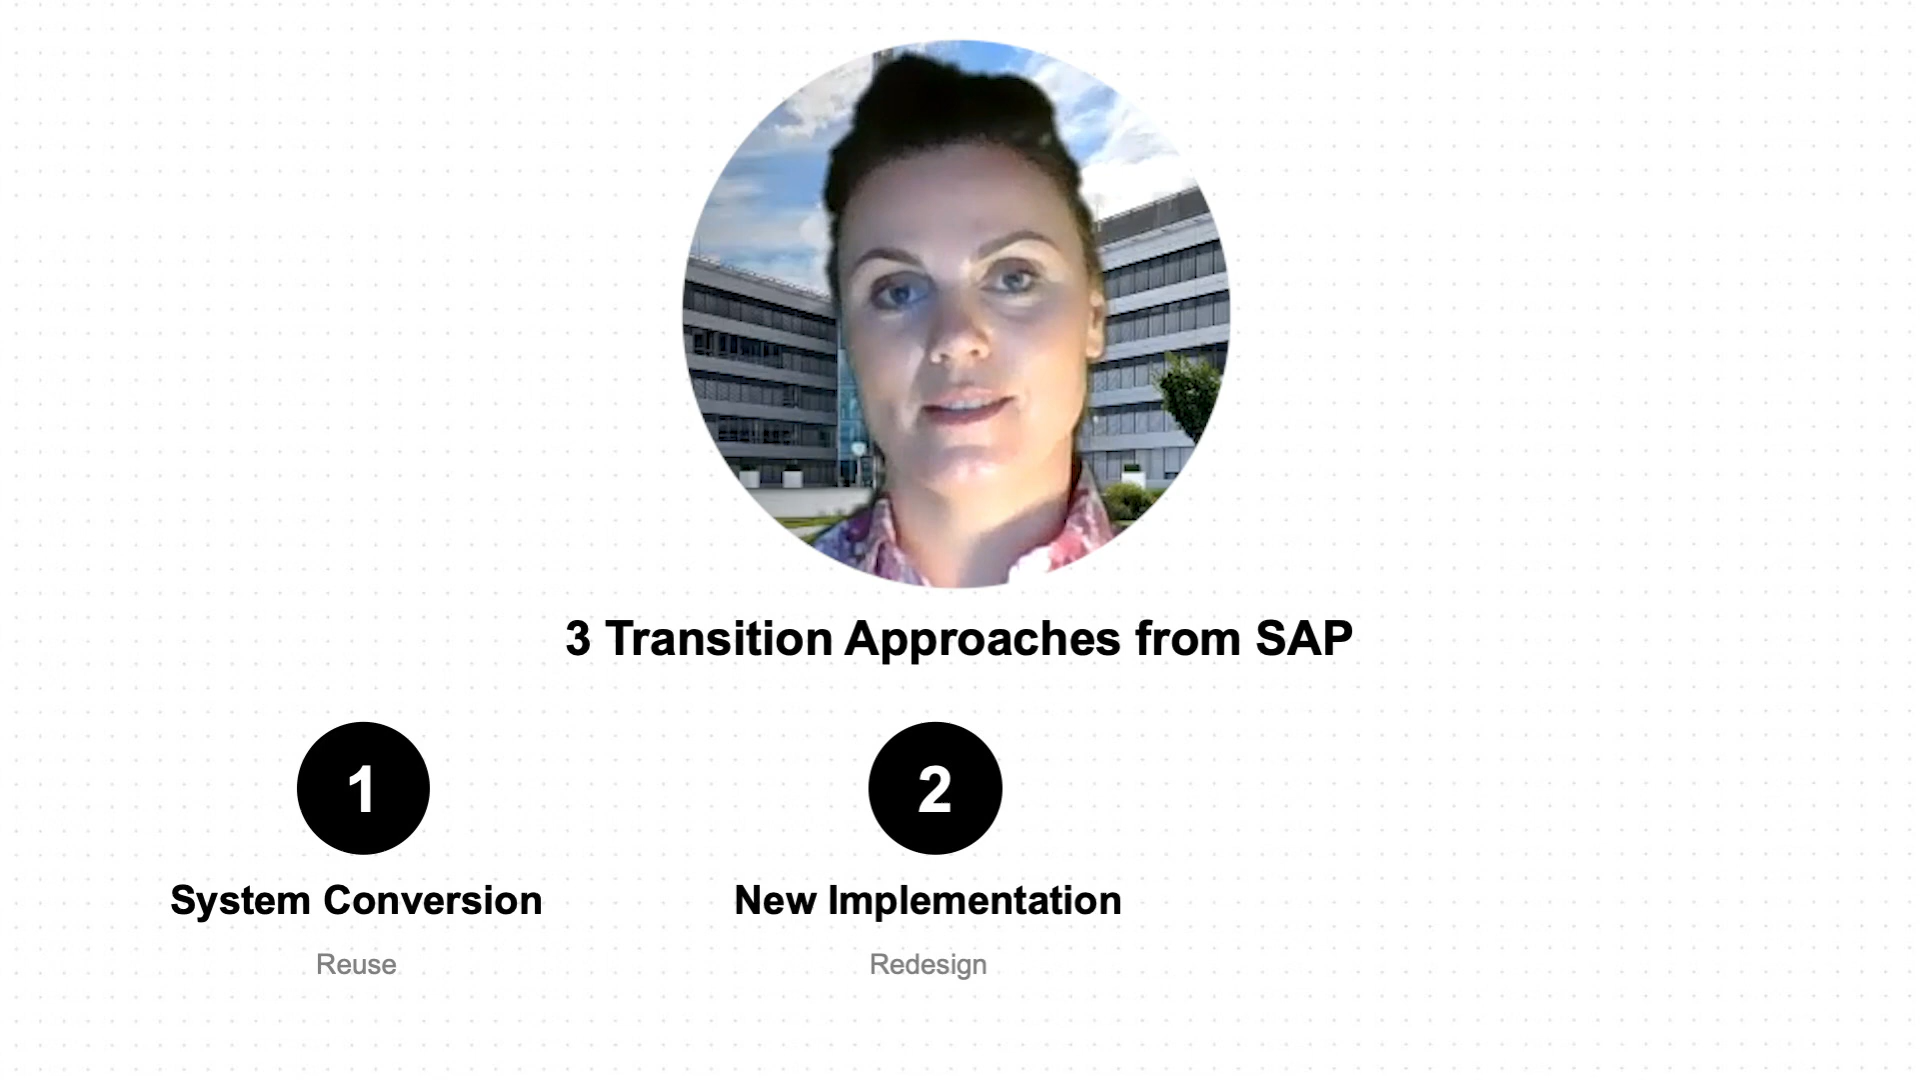 3 Transition Approaches from SAP
1
2
System Conversion
New Implementation
Reuse
Redesign